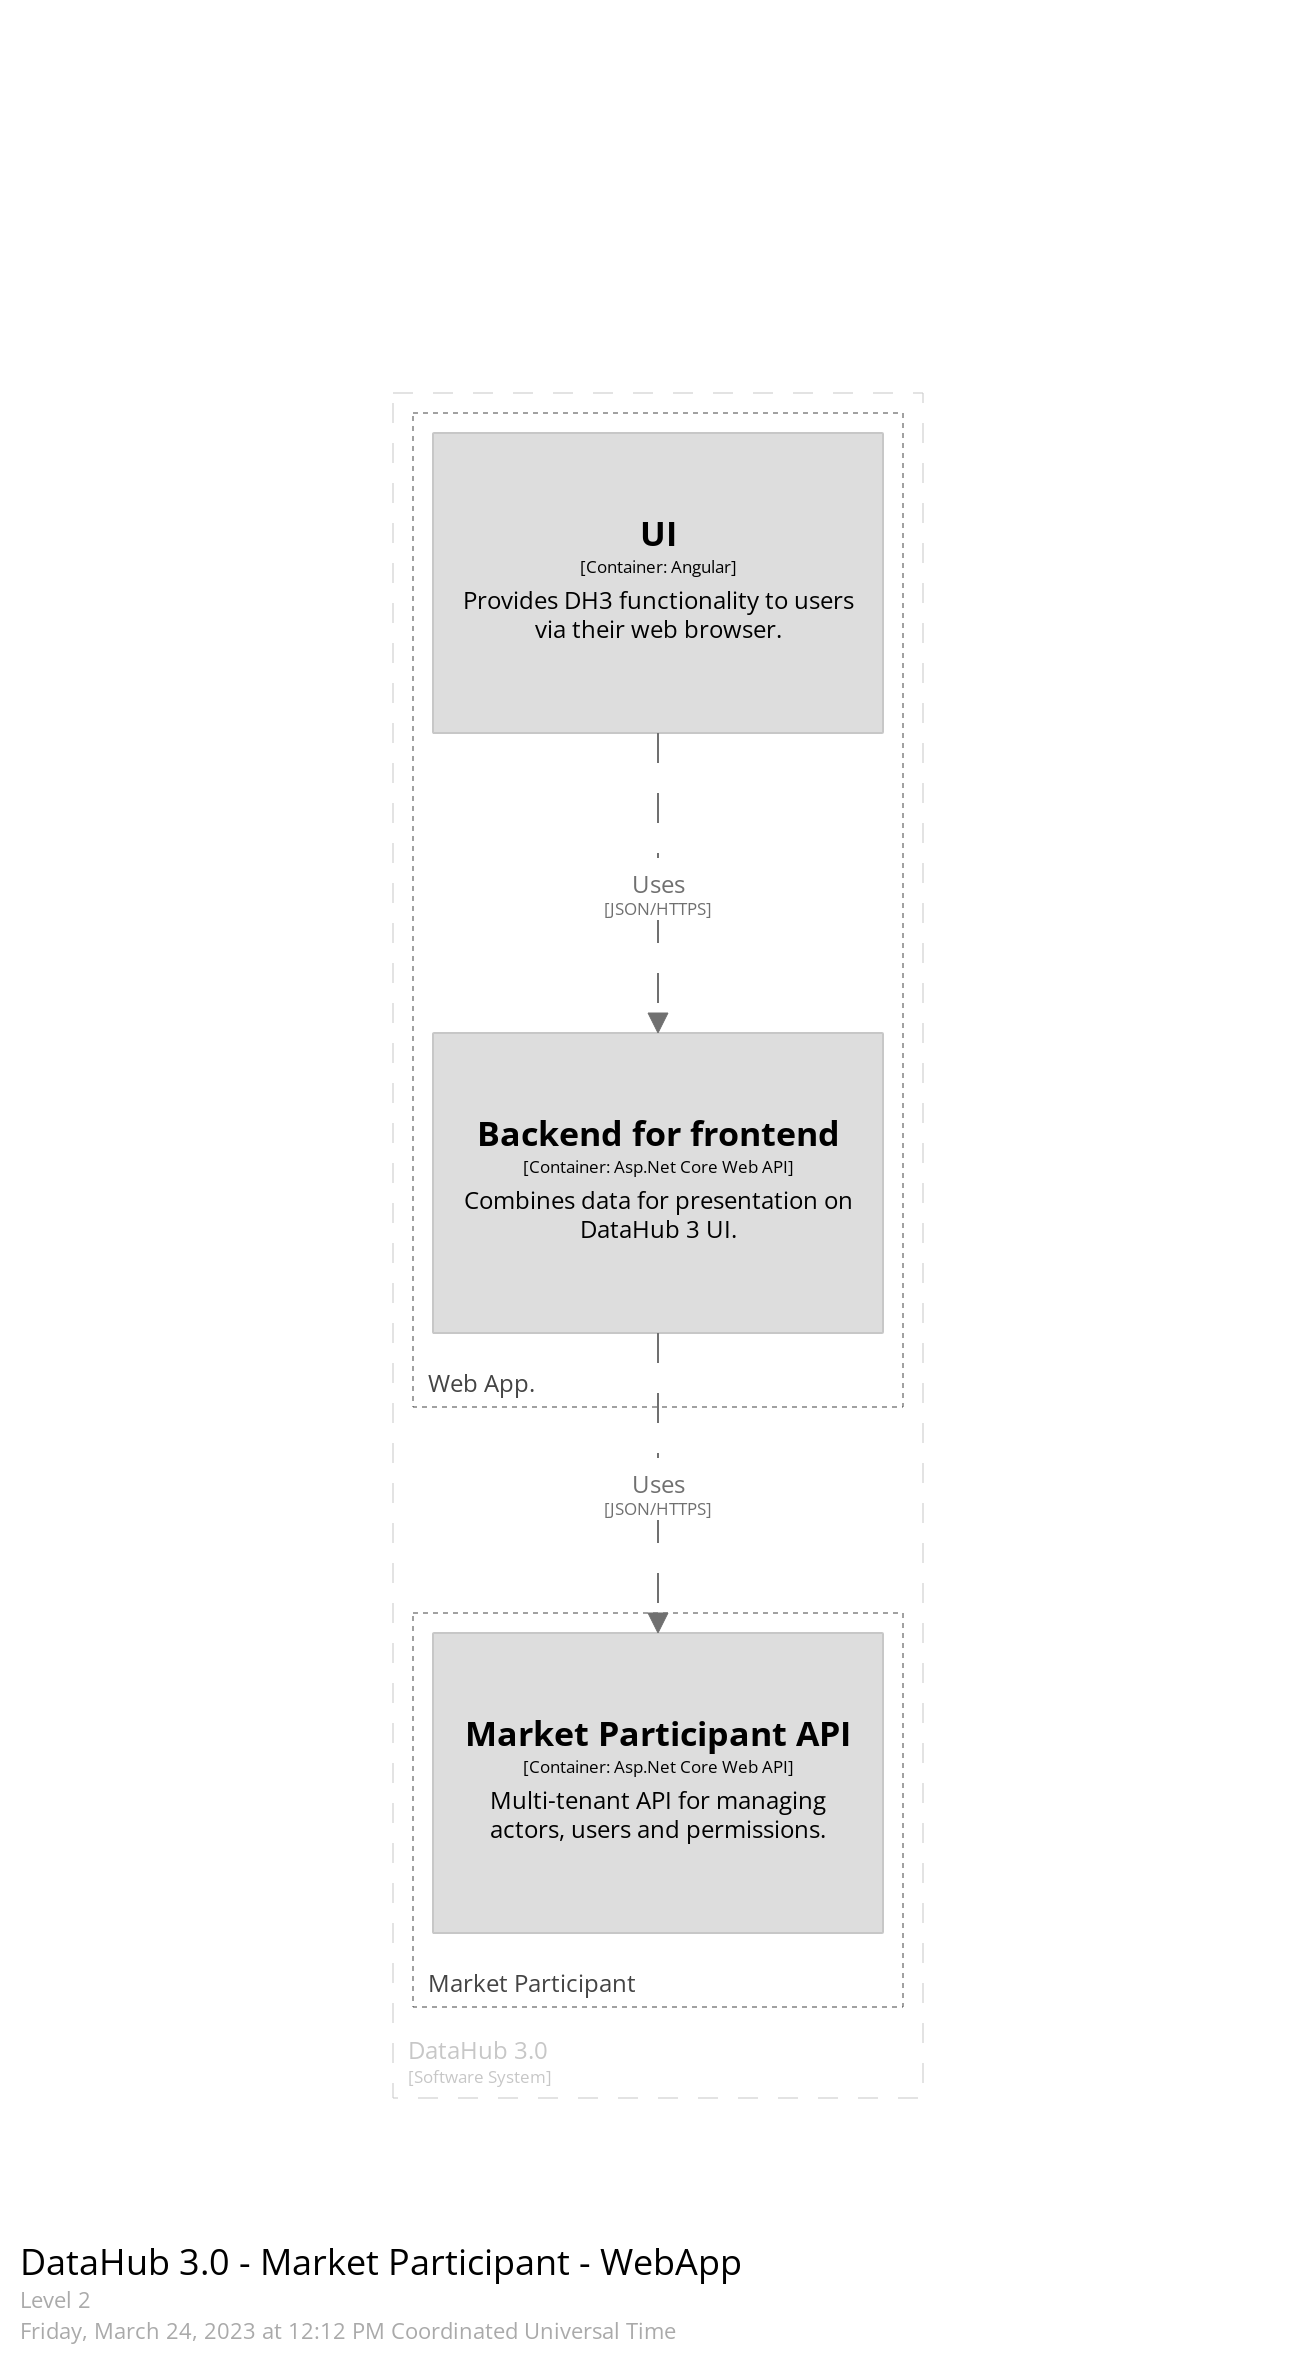 UI
[Container: Angular]
Provides DH3 functionality to users
via their web browser.
Uses
[JSON/HTTPS]
Backend for frontend
[Container: Asp.Net Core Web API]
Combines data for presentation on
DataHub 3 UI.
Web App.
Uses
[JSON/HTTPS]
Market Participant API
[Container: Asp.Net Core Web API]
Multi-tenant API for managing
actors, users and permissions.
Market Participant
DataHub 3.0
[Software System]
DataHub 3.0 - Market Participant - WebApp
Level 2
Friday, March 24, 2023 at 12:12 PM Coordinated Universal Time